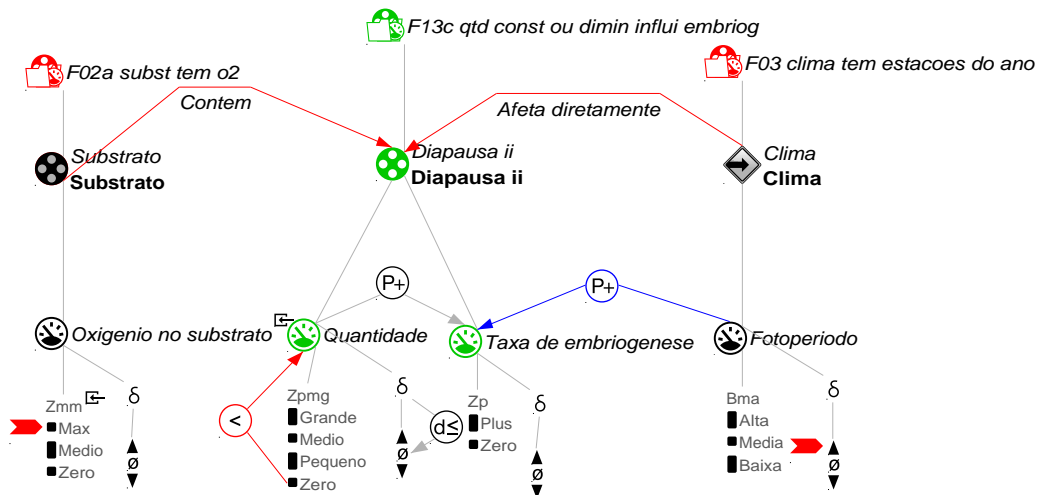 F13c qtd const ou dimin influi embriog
F02a subst tem o2
F03 clima tem estacoes do ano
Contem
Afeta diretamente
Substrato
Substrato
Diapausa ii
Diapausa ii
Clima
Clima
P+
P+
Oxigenio no substrato
Quantidade
Taxa de embriogenese
Fotoperiodo
Zmm
Max
Medio
Zero
δ
<
Zpmg
Grande
Medio
Pequeno
Zero
δ
d≤
ø
Zp
Plus
Zero
δ
ø
Bma
Alta
Media
Baixa
δ
ø
ø